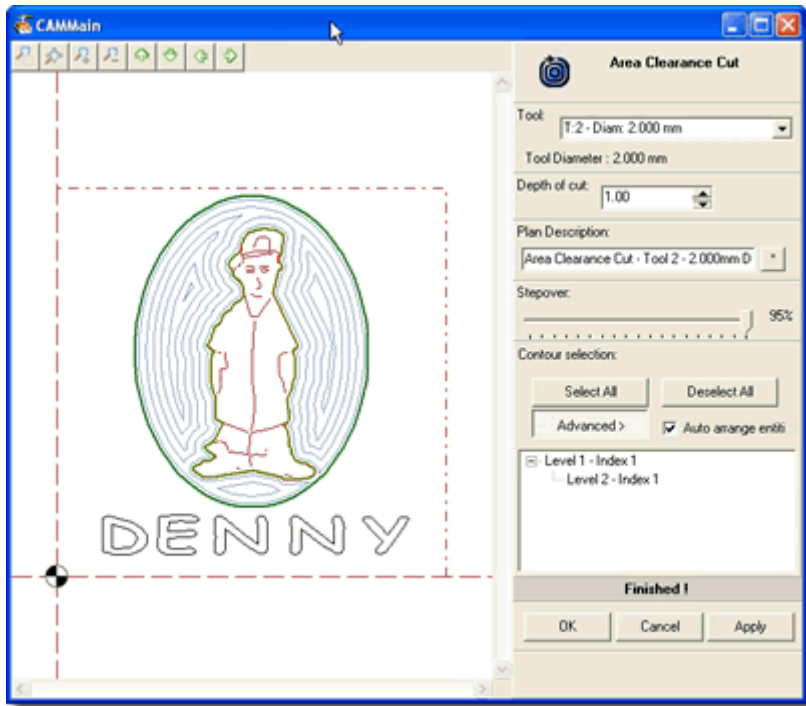 CAMMain
Area Clearance Cut
Tool:
T:2 - Diam: 2.000 mm
Tool Diameter : 2.000 mm
Depth of cut:
1.00
Plan Description:
Area Clearance Cut - Tool 2 - 2.000mm D
*
Stepover:
95%
Contour selection:
Select All
Deselect All
Advanced >
Auto arrange entiti
Level 1 - Index 1
Level 2 - Index 1
DENNY
Finished !
OK
Cancel
Apply